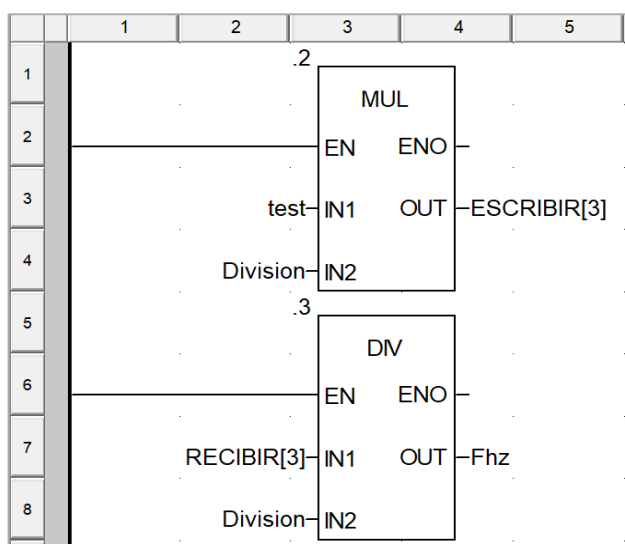 1 2 3 4 5
1
.2
MUL
2
EN ENO
3
test IN1 OUT ESCRIBIR[3]
4
Division IN2
.3
5
DIV
6
EN ENO
7
RECIBIR[3] IN1 OUT Fhz
8
Division IN2